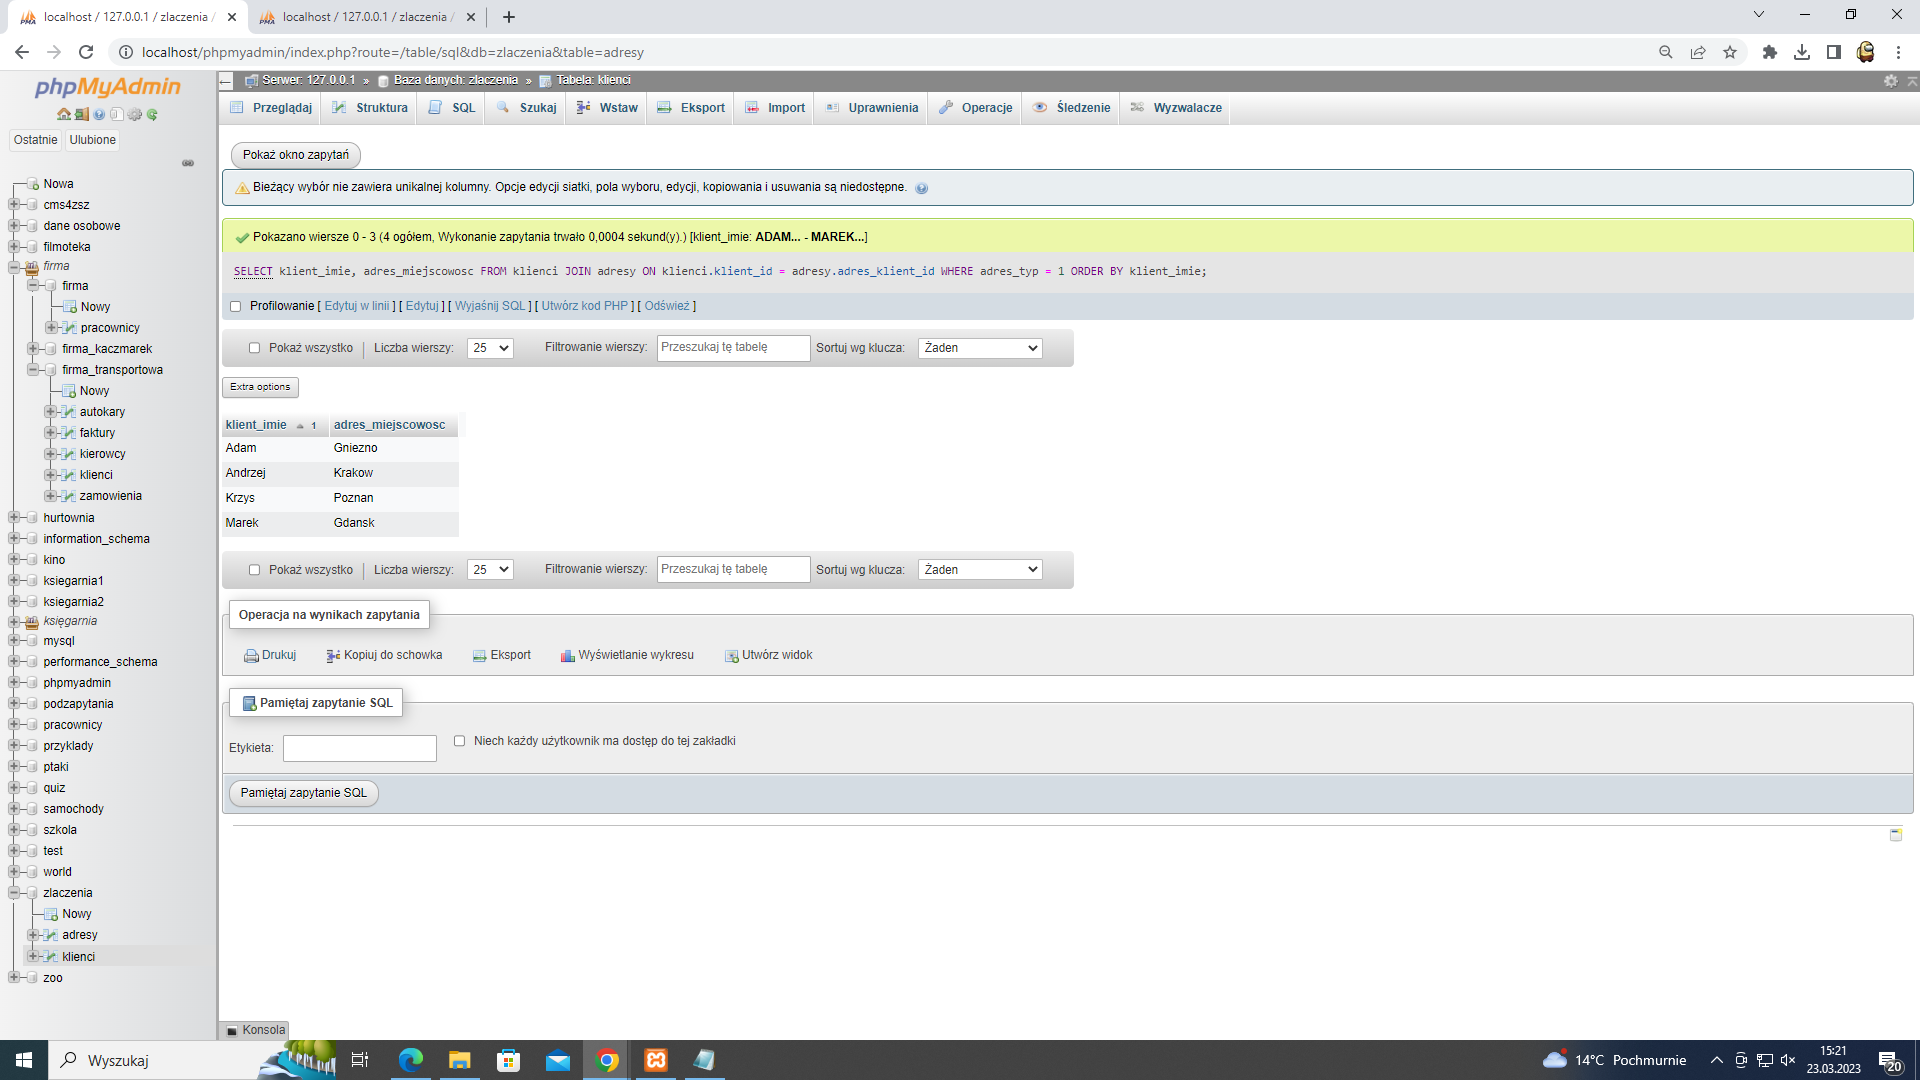 localhost / 127.0.0.1 / zlaczenia /
localhost / 127.0.0.1 / zlaczenia /
localhost/phpmyadmin/index.php?route=/table/sql&db=zlaczenia&table=adresy
phpMyAdmin
Ostatnie
Ulubione
Nowa
cms4zsz
dane osobowe
filmoteka
firma
firma
Nowy
pracownicy
firma_kaczmarek
firma_transportowa
Nowy
autokary
faktury
kierowcy
klienci
zamowienia
hurtownia
information_schema
kino
ksiegarnia1
ksiegarnia2
księgarnia
mysql
performance_schema
phpmyadmin
podzapytania
pracownicy
przyklady
ptaki
quiz
samochody
szkola
test
world
zlaczenia
Nowy
adresy
klienci
zoo
Serwer: 127.0.0.1 » Baza danych: zlaczenia » Tabela: klienci
Przeglądaj Struktura SQL Szukaj Wstaw Eksport Import Uprawnienia Operacje Śledzenie Wyzwalacze
Pokaż okno zapytań
Bieżący wybór nie zawiera unikalnej kolumny. Opcje edycji siatki, pola wyboru, edycji, kopiowania i usuwania są niedostępne.
Pokazano wiersze 0 - 3 (4 ogółem, Wykonanie zapytania trwało 0,0004 sekund(y).) [klient_imie: ADAM... - MAREK...]
SELECT klient_imie, adres_miejscowosc FROM klienci JOIN adresy ON klienci.klient_id = adresy.adres_klient_id WHERE adres_typ = 1 ORDER BY klient_imie;
Profilowanie [ Edytuj w linii ] [ Edytuj ] [ Wyjaśnij SQL ] [ Utwórz kod PHP ] [ Odśwież ]
Pokaż wszystko Liczba wierszy: 25 Filtrowanie wierszy: Przeszukaj tę tabelę Sortuj wg klucza: Żaden
Extra options
klient_imie 1 adres_miejscowosc
Adam Gniezno
Andrzej Krakow
Krzys Poznan
Marek Gdansk
Pokaż wszystko Liczba wierszy: 25 Filtrowanie wierszy: Przeszukaj tę tabelę Sortuj wg klucza: Żaden
Operacja na wynikach zapytania
Drukuj Kopiuj do schowka Eksport Wyświetlanie wykresu Utwórz widok
Pamiętaj zapytanie SQL
Etykieta: Niech każdy użytkownik ma dostęp do tej zakładki
Pamiętaj zapytanie SQL
Konsola
Wyszukaj
14°C Pochmurnie
15:21
23.03.2023
20